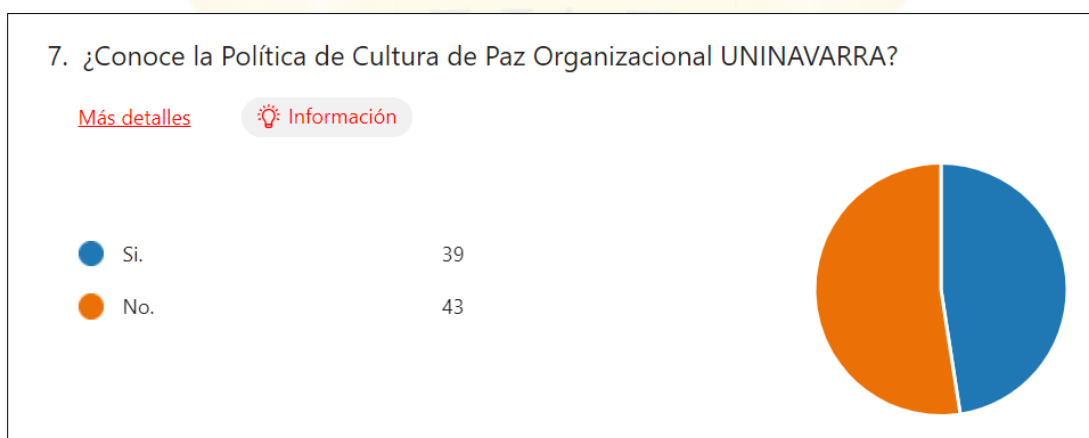 7. ¿Conoce la Política de Cultura de Paz Organizacional UNINAVARRA?
Más detalles Información
Si. 39
No. 43